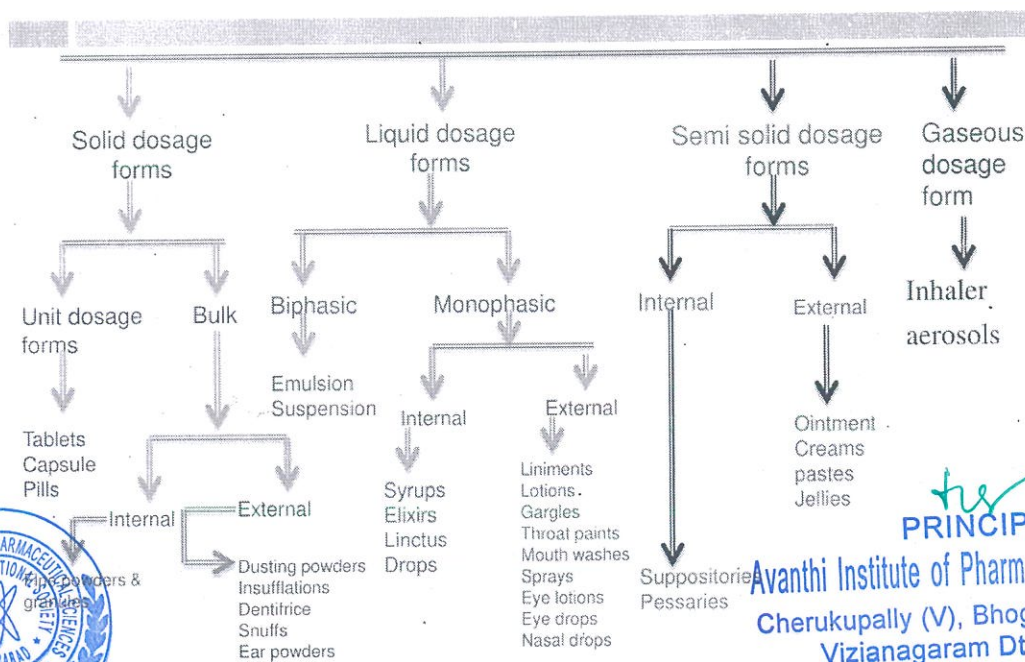 Solid dosage
forms
Liquid dosage
forms
Semi solid dosage
forms
Gaseous
dosage
form
Unit dosage
forms
Bulk
Biphasic
Monophasic
Internal
External
Inhaler
aerosols
Tablets
Capsule
Pills
Emulsion
Suspension
Internal
External
Ointment
Creams
pastes
Jellies
Internal
External
Syrups
Elixirs
Linctus
Drops
Liniments
Lotions.
Gargles
Throat paints
Mouth washes
Sprays
Eye lotions
Eye drops
Nasal drops
powders &
granules
Dusting powders
Insufflations
Dentifrice
Snuffs
Ear powders
Suppositories
Pessaries
PRINCIP
Avanthi Institute of Pharm
Cherukupally (V), Bhog
Vizianagaram Dt